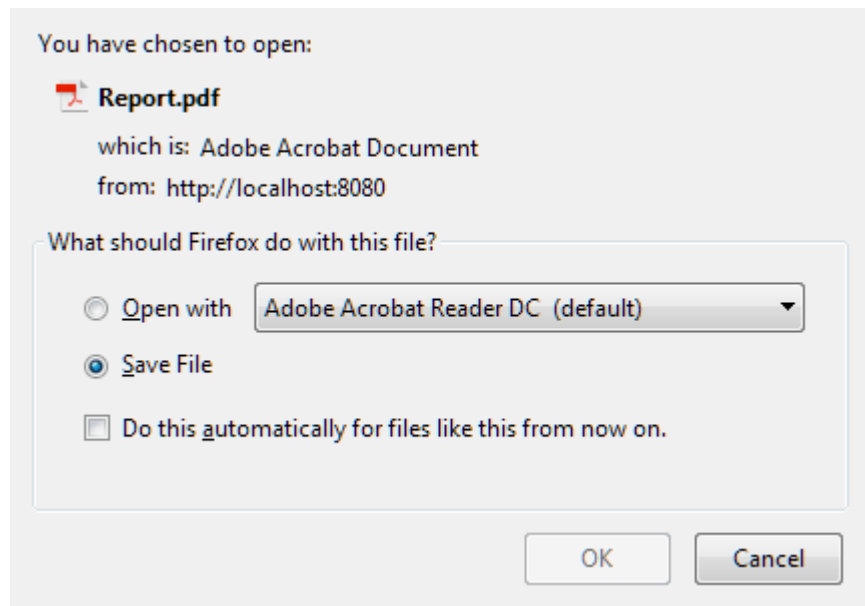 You have chosen to open:
Report.pdf
which is: Adobe Acrobat Document
from: http://localhost:8080
What should Firefox do with this file?
Open with Adobe Acrobat Reader DC (default)
Save File
Do this automatically for files like this from now on.
OK Cancel